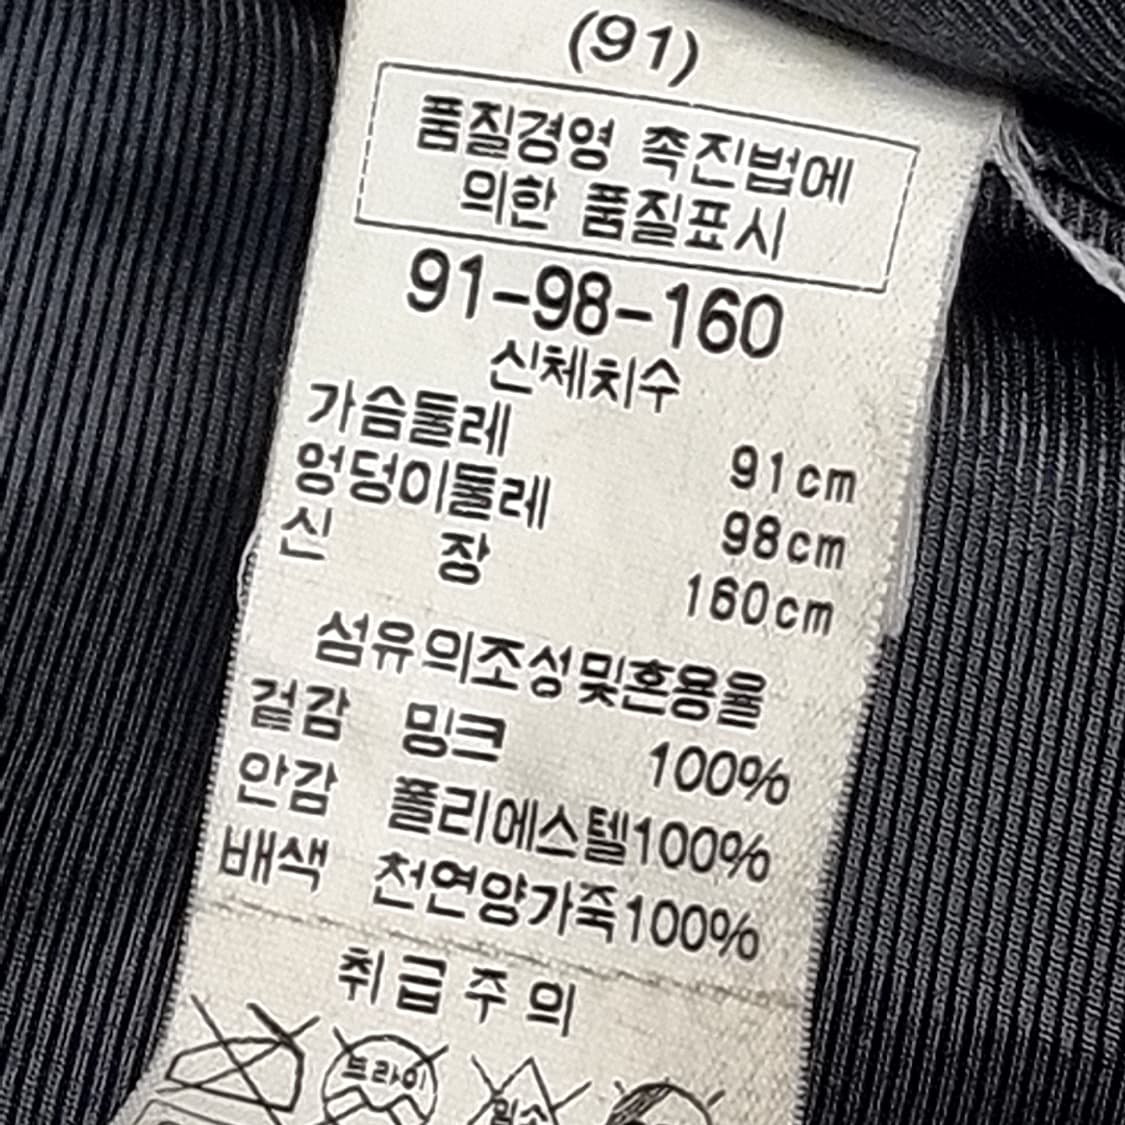 (91)
품질경영 촉진법에
의한 품질표시
91-98-160
신체치수
가슴둘레 91cm
엉덩이둘레 98cm
신 장 160cm
섬유의조성및혼용율
겉감 밍크 100%
안감 폴리에스텔100%
배색 천연양가죽100%
취급주의
드라이